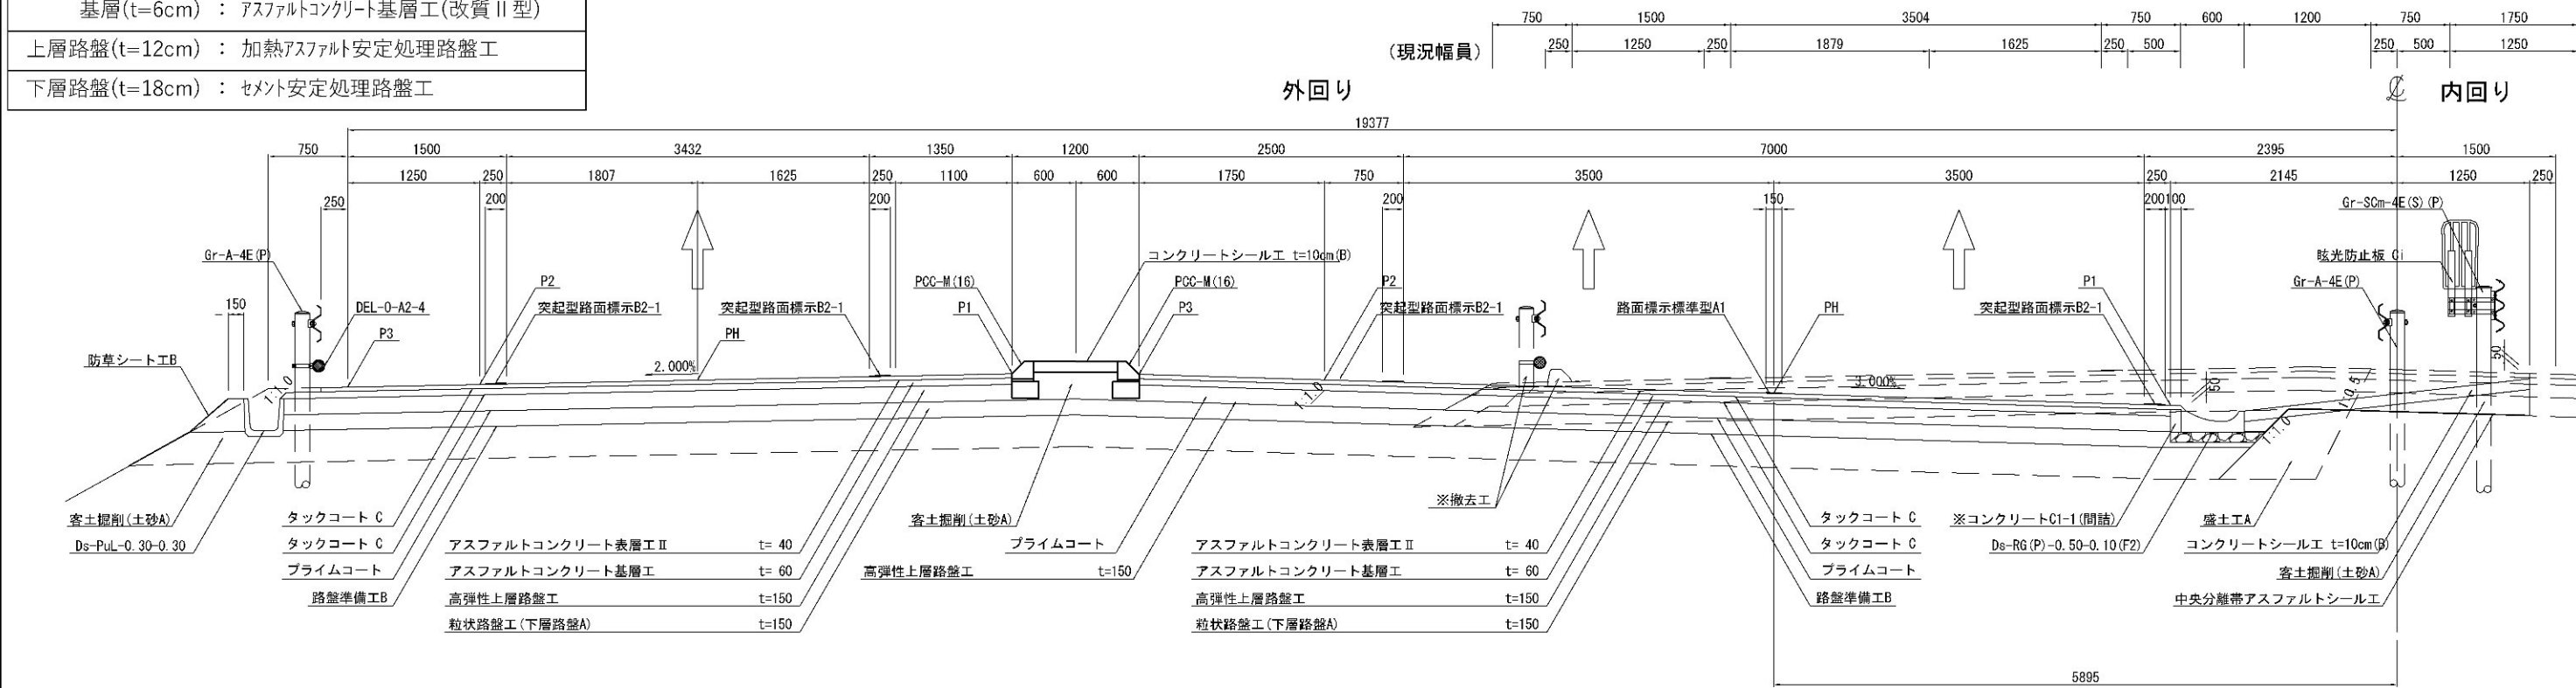 基層(t=6cm) : アスファルトコンクリート基層工(改質Ⅱ型)
上層路盤(t=12cm) : 加熱アスファルト安定処理路盤工
下層路盤(t=18cm) : セメント安定処理路盤工
750 1500 3504 750 600 1200 750 1750
(現況幅員) 250 1250 250 1879 1625 250 500 250 500 1250
外回り 内回り
19377
750 1500 3432 1350 1200 2500 7000 2395 1500
1250 250 1807 1625 250 1100 600 600 1750 750 3500 3500 250 2145 1250 250
250 200 200 200 150 200 100 Gr-SCm-4E(S)(P)
Gr-A-4E(P) コンクリートシール工 t=10cm(B) 眩光防止板 Ci
P2 PCC-M(16) PCC-M(16) P2 P1 Gr-A-4E(P)
150 DEL-O-A2-4 突起型路面標示B2-1 突起型路面標示B2-1 P1 P3 突起型路面標示B2-1 路面標示標準型A1 PH 突起型路面標示B2-1
P3 PH
防草シート工B 2.000% 50
1:1.0 1:1.0 3.000% 50 1:0.5
1:1.0
※撤去工
客土掘削(土砂A) タックコート C 客土掘削(土砂A) タックコート C ※コンクリートC1-1(間詰) 盛土工A
Ds-PuL-0.30-0.30 タックコート C アスファルトコンクリート表層工Ⅱ t= 40 プライムコート アスファルトコンクリート表層工Ⅱ t= 40 タックコート C Ds-RG(P)-0.50-0.10(F2) コンクリートシール工 t=10cm(B)
プライムコート アスファルトコンクリート基層工 t= 60 高弾性上層路盤工 t=150 アスファルトコンクリート基層工 t= 60 プライムコート 客土掘削(土砂A)
路盤準備工B 高弾性上層路盤工 t=150 高弾性上層路盤工 t=150 路盤準備工B 中央分離帯アスファルトシール工
粒状路盤工(下層路盤A) t=150 粒状路盤工(下層路盤A) t=150
5895